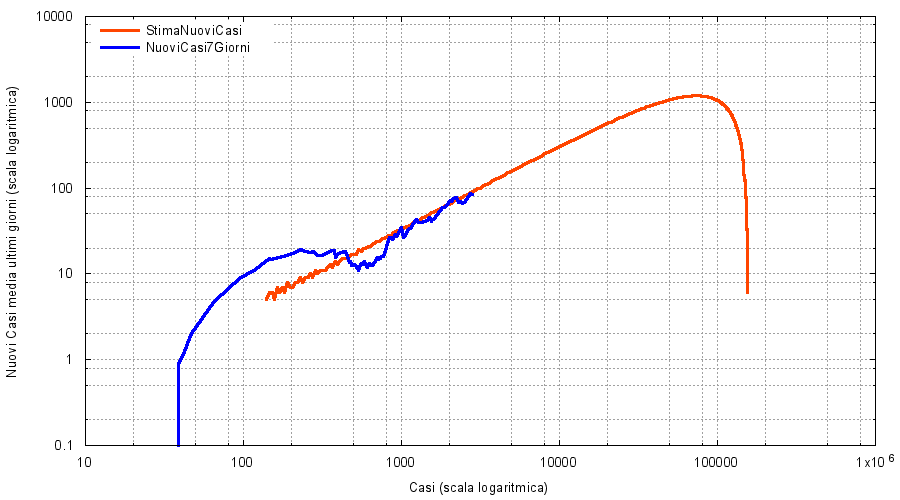 StimaNuoviCasi
NuoviCasi7Giorni
Nuovi Casi media ultimi giorni (scala logaritmica)
10000
1000
100
10
1
0.1
10
100
1000
10000
100000
1x10 6
Casi (scala logaritmica)